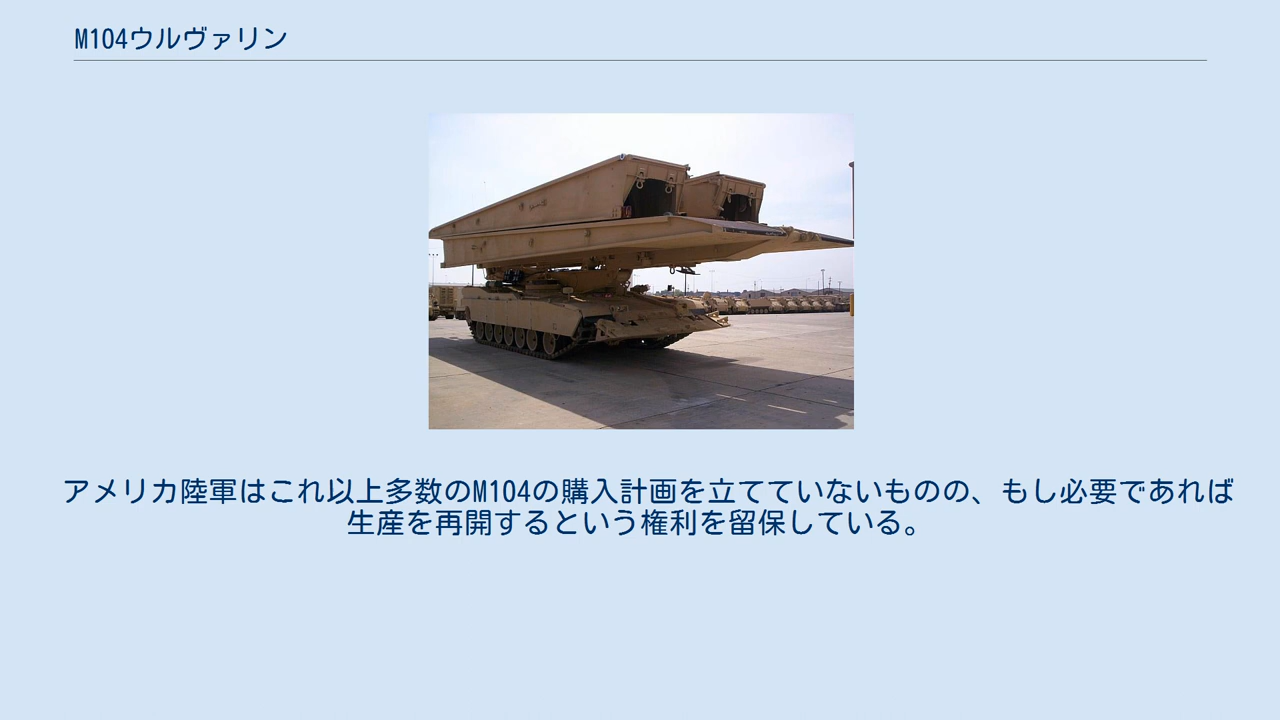 M104ウルヴァリン
アメリカ陸軍はこれ以上多数のM104の購入計画を立てていないものの、もし必要であれば
生産を再開するという権利を留保している。